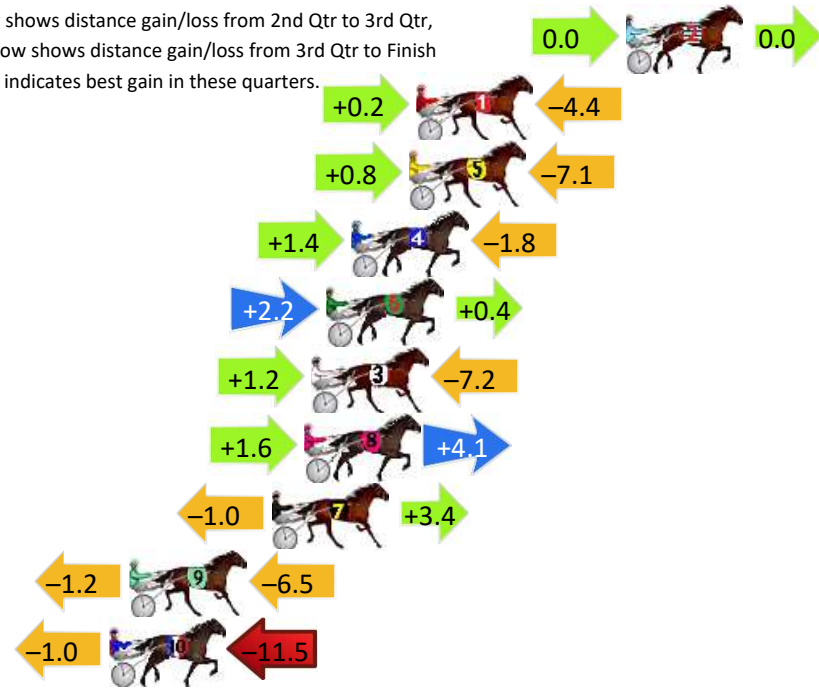 shows distance gain/loss from 2nd Qtr to 3rd Qtr,
ow shows distance gain/loss from 3rd Qtr to Finish
indicates best gain in these quarters.
0.0 0.0
+0.2 1 –4.4
+0.8 5 –7.1
+1.4 4 –1.8
+2.2 +0.4
+1.2 3 –7.2
+1.6 8 +4.1
–1.0 7 +3.4
–1.2 9 –6.5
–1.0 10 –11.5